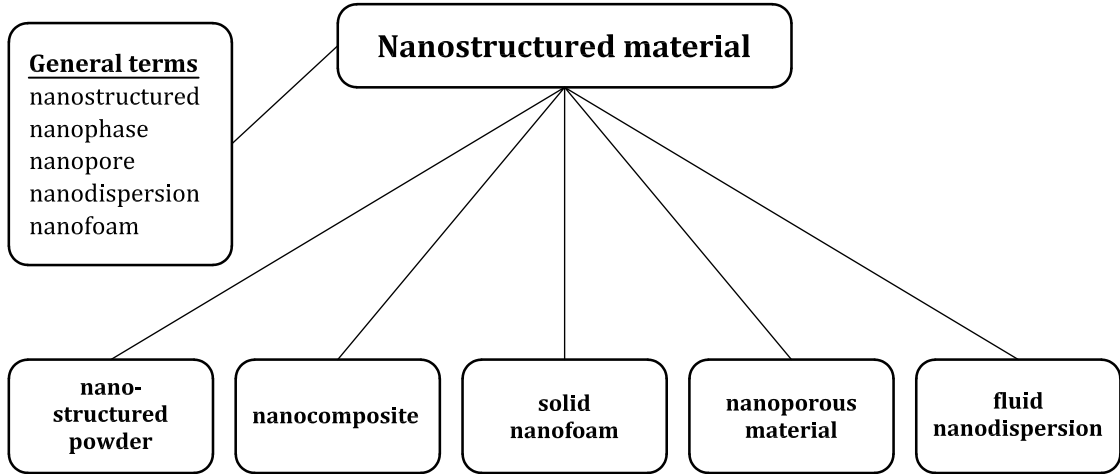 Nanostructured material
General terms
nanostructured
nanophase
nanopore
nanodispersion
nanofoam
nano-
structured
powder
nanocomposite
solid
nanofoam
nanoporous
material
fluid
nanodispersion